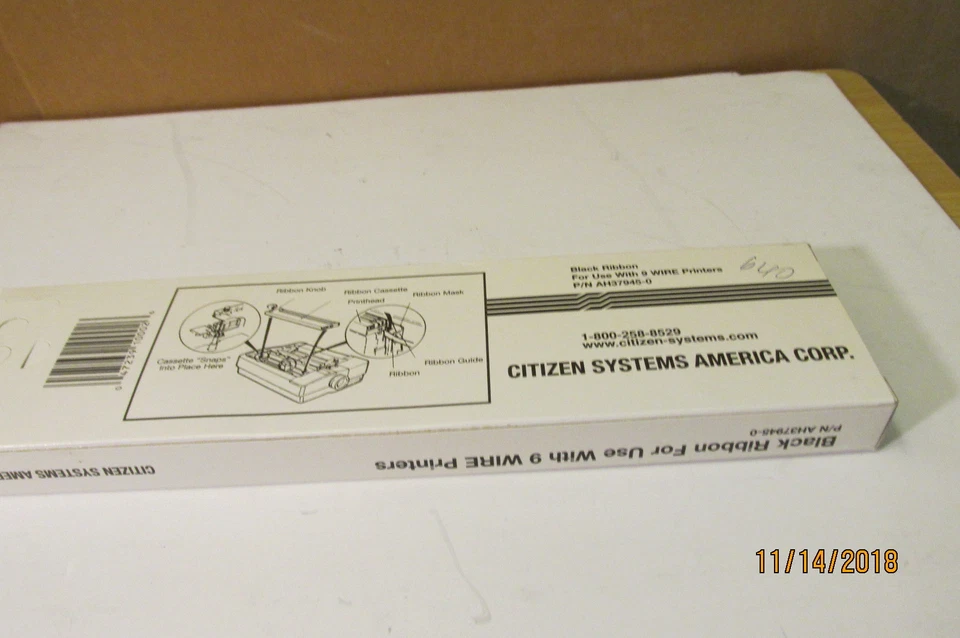 Black Ribbon
For Use With 9 WIRE Printers
P/N AH37945-0
640
1-800-258-8529
www.citizen-systems.com
CITIZEN SYSTEMS AMERICA CORP.
Ribbon Knob
Ribbon Cassette
Ribbon Mask
Printhead
Cassette "Snaps"
into Place Here
Ribbon Guide
Ribbon
Black Ribbon For Use With 9 WIRE Printers
P/N AH37945-0
CITIZEN SYSTEMS AMER
11/14/2018